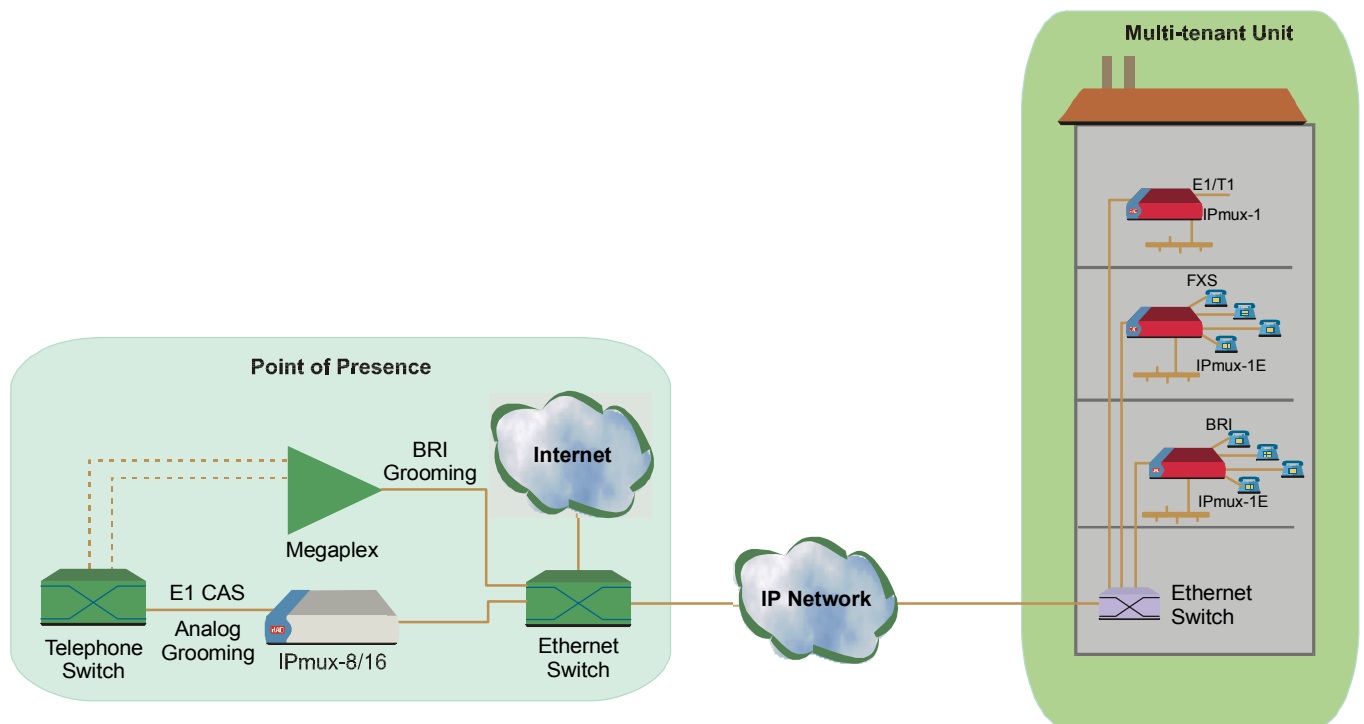 Multi-tenant Unit
E1/T1
IPmux-1
FXS
IPmux-1E
BRI
IPmux-1E
Ethernet
Switch
Point of Presence
BRI
Grooming
Internet
Megaplex
E1 CAS
Analog
Grooming
Telephone
Switch
IPmux-8/16
Ethernet
Switch
IP Network
RAD